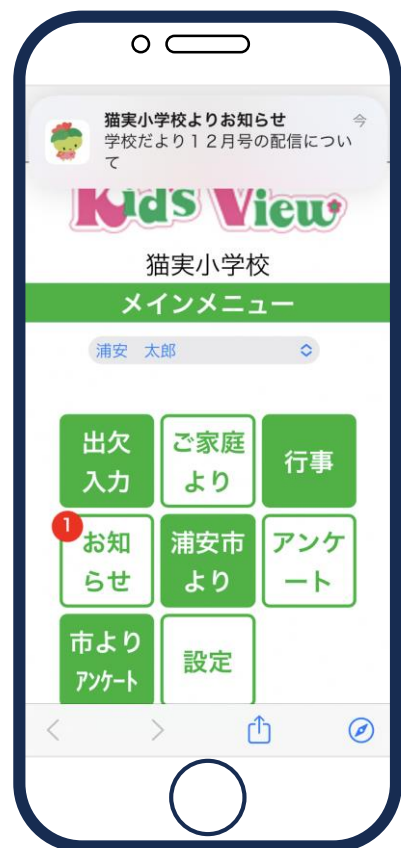 猫実小学校よりお知らせ 今
学校だより１２月号の配信につい
て
Kid's View
猫実小学校
メインメニュー
浦安　太郎
出欠
入力
ご家庭
より
行事
1
お知
らせ
浦安市
より
アンケ
ート
市より
ｱﾝｹｰﾄ
設定